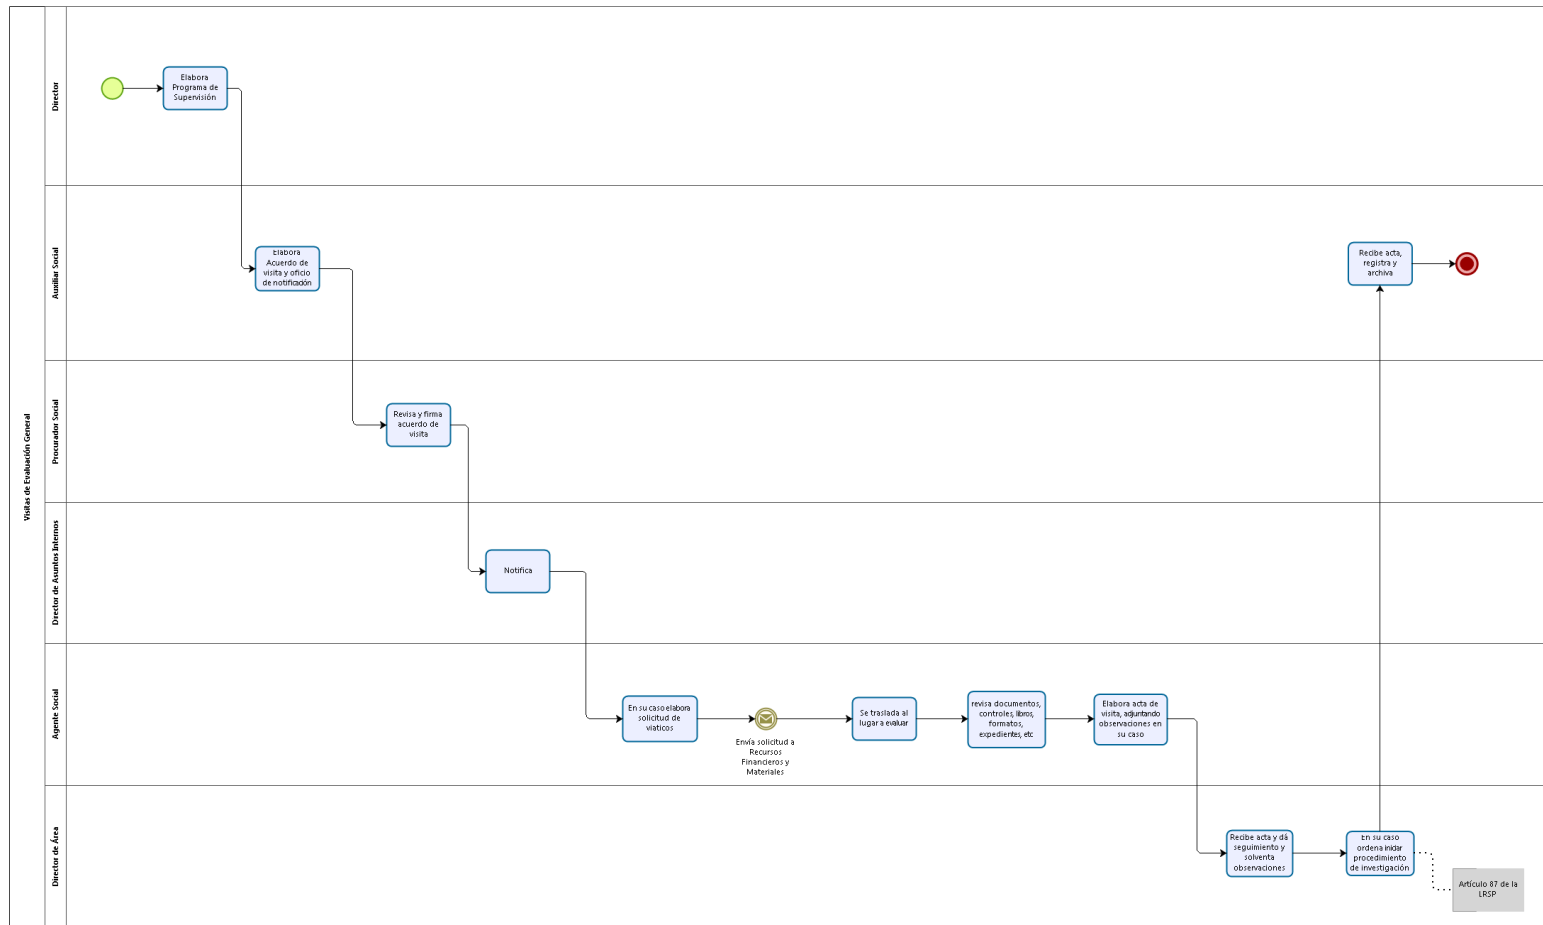 Visitas de Evaluación General
Director
Elabora
Programa de
Supervisión
Auxiliar Social
Elabora
Acuerdo de
visita y oficio
de notificación
Recibe acta,
registra y
archiva
Procurador Social
Revisa y firma
acuerdo de
visita
Director de Asuntos Internos
Notifica
Agente Social
En su caso elabora
solicitud de
viaticos
Envía solicitud a
Recursos
Financieros y
Materiales
Se traslada al
lugar a evaluar
revisa documentos,
controles, libros,
formatos,
expedientes, etc
Elabora acta de
visita, adjuntando
observaciones en
su caso
Director de Área
Recibe acta y dá
seguimiento y
solventa
observaciones
En su caso
ordena iniciar
procedimiento
de investigación
Artículo 87 de la
LRSP